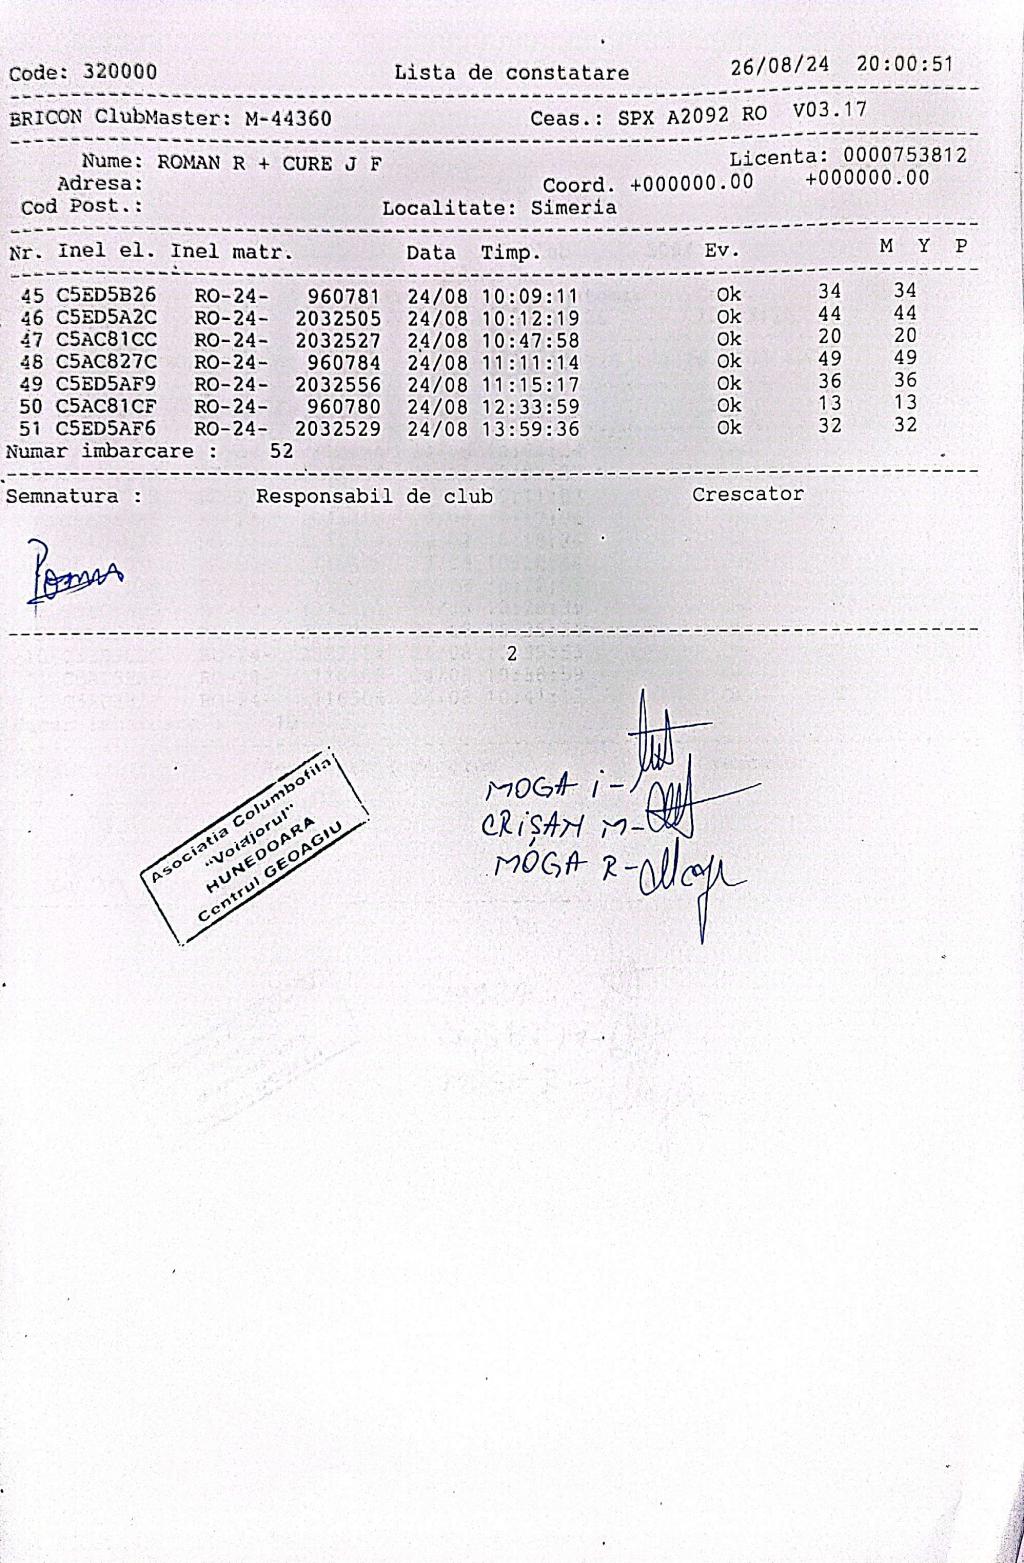 Code: 320000 Lista de constatare 26/08/24 20:00:51
BRICON ClubMaster: M-44360 Ceas.: SPX A2092 RO V03.17
Nume: ROMAN R + CURE J F Licenta: 0000753812
Adresa: Coord. +000000.00 +000000.00
Cod Post.: Localitate: Simeria
Nr. Inel el. Inel matr. Data Timp. Ev. M Y P
45 C5ED5B26 RO-24- 960781 24/08 10:09:11 Ok 34 34
46 C5ED5A2C RO-24- 2032505 24/08 10:12:19 Ok 44 44
47 C5AC81CC RO-24- 2032527 24/08 10:47:58 Ok 20 20
48 C5AC827C RO-24- 960784 24/08 11:11:14 Ok 49 49
49 C5ED5AF9 RO-24- 2032556 24/08 11:15:17 Ok 36 36
50 C5AC81CF RO-24- 960780 24/08 12:33:59 Ok 13 13
51 C5ED5AF6 RO-24- 2032529 24/08 13:59:36 Ok 32 32
Numar imbarcare : 52
Semnatura : Responsabil de club Crescator
2
Asociatia Columbofila
"Voiajorul"
HUNEDOARA
Centrul GEOAGIU
MOGA i-
CRIŞAN M-
MOGA R-